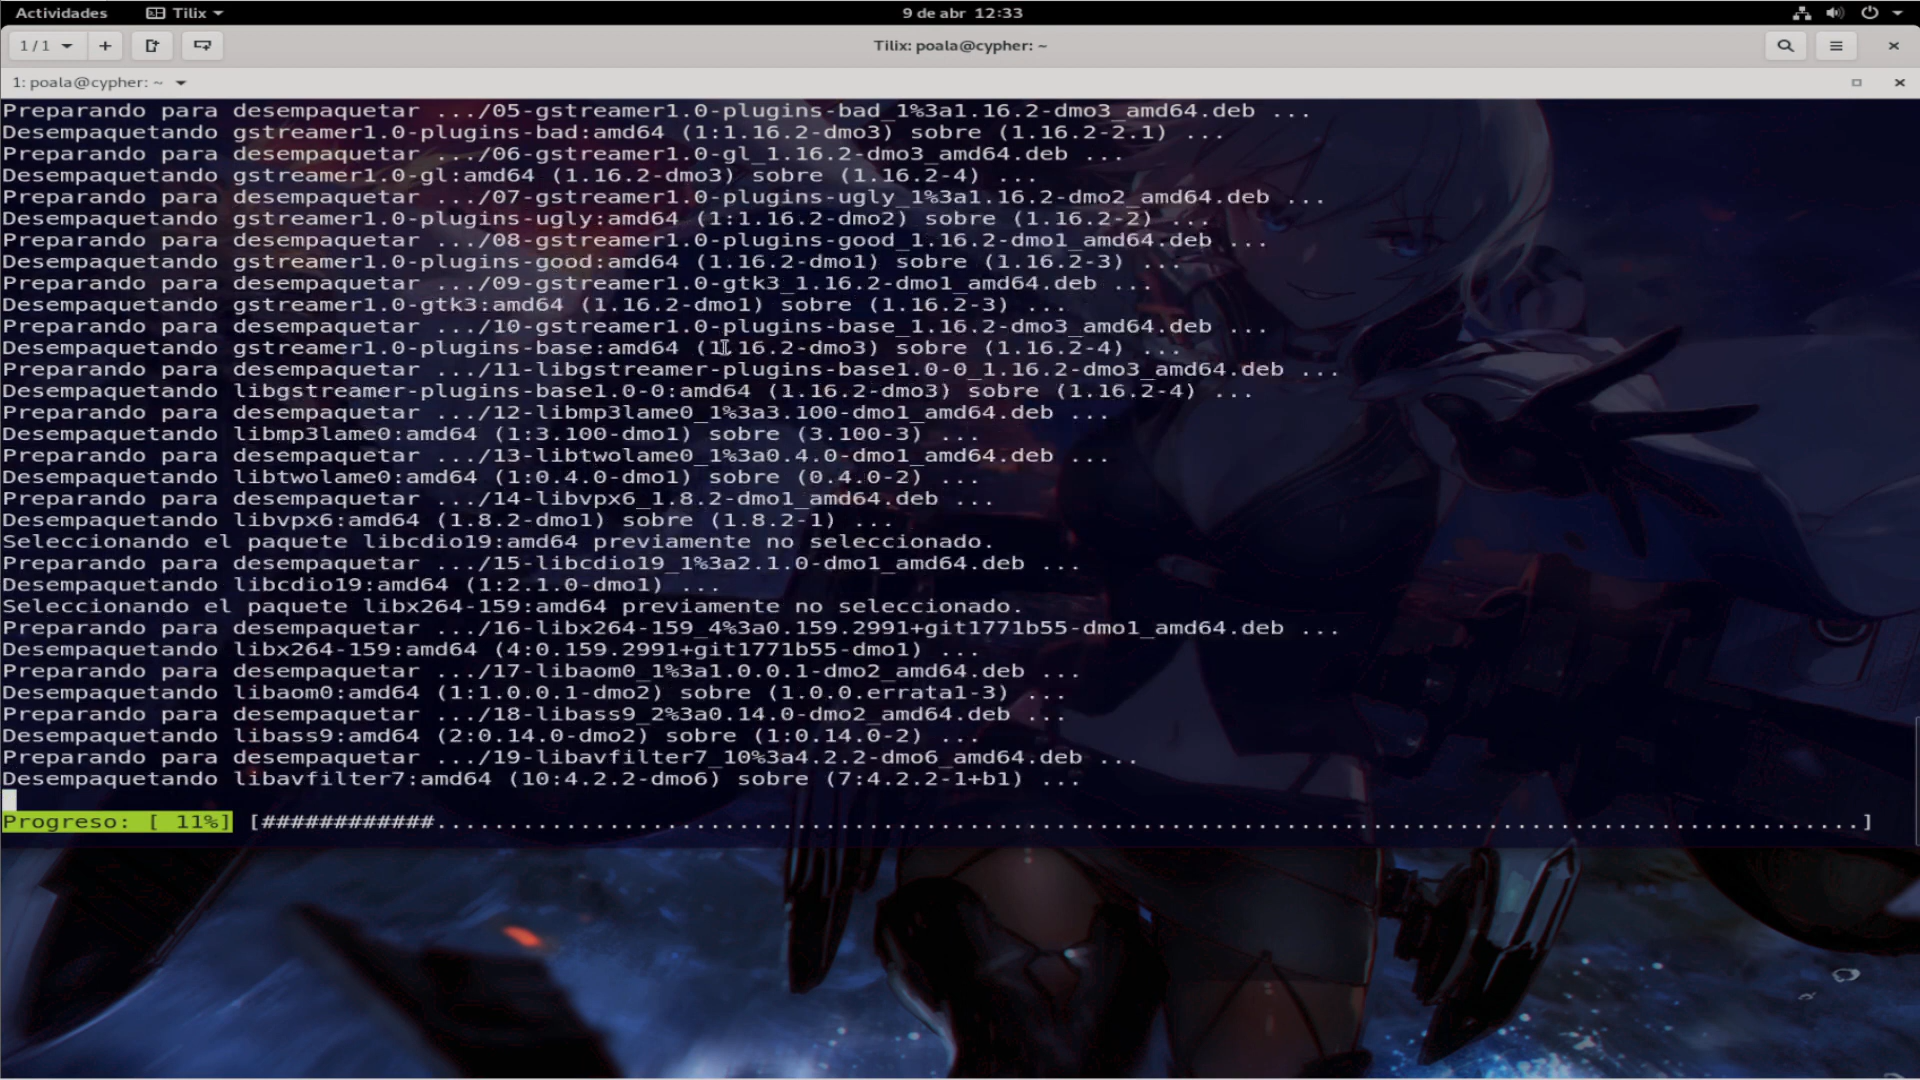 Actividades Tilix 9 de abr 12:33
1 / 1 Tilix: poala@cypher: ~
1: poala@cypher: ~
Preparando para desempaquetar .../05-gstreamer1.0-plugins-bad_1%3a1.16.2-dmo3_amd64.deb ...
Desempaquetando gstreamer1.0-plugins-bad:amd64 (1:1.16.2-dmo3) sobre (1.16.2-2.1) ...
Preparando para desempaquetar .../06-gstreamer1.0-gl_1.16.2-dmo3_amd64.deb ...
Desempaquetando gstreamer1.0-gl:amd64 (1.16.2-dmo3) sobre (1.16.2-4) ...
Preparando para desempaquetar .../07-gstreamer1.0-plugins-ugly_1%3a1.16.2-dmo2_amd64.deb ...
Desempaquetando gstreamer1.0-plugins-ugly:amd64 (1:1.16.2-dmo2) sobre (1.16.2-2) ...
Preparando para desempaquetar .../08-gstreamer1.0-plugins-good_1.16.2-dmo1_amd64.deb ...
Desempaquetando gstreamer1.0-plugins-good:amd64 (1.16.2-dmo1) sobre (1.16.2-3) ...
Preparando para desempaquetar .../09-gstreamer1.0-gtk3_1.16.2-dmo1_amd64.deb ...
Desempaquetando gstreamer1.0-gtk3:amd64 (1.16.2-dmo1) sobre (1.16.2-3) ...
Preparando para desempaquetar .../10-gstreamer1.0-plugins-base_1.16.2-dmo3_amd64.deb ...
Desempaquetando gstreamer1.0-plugins-base:amd64 (1.16.2-dmo3) sobre (1.16.2-4) ...
Preparando para desempaquetar .../11-libgstreamer-plugins-base1.0-0_1.16.2-dmo3_amd64.deb ...
Desempaquetando libgstreamer-plugins-base1.0-0:amd64 (1.16.2-dmo3) sobre (1.16.2-4) ...
Preparando para desempaquetar .../12-libmp3lame0_1%3a3.100-dmo1_amd64.deb ...
Desempaquetando libmp3lame0:amd64 (1:3.100-dmo1) sobre (3.100-3) ...
Preparando para desempaquetar .../13-libtwolame0_1%3a0.4.0-dmo1_amd64.deb ...
Desempaquetando libtwolame0:amd64 (1:0.4.0-dmo1) sobre (0.4.0-2) ...
Preparando para desempaquetar .../14-libvpx6_1.8.2-dmo1_amd64.deb ...
Desempaquetando libvpx6:amd64 (1.8.2-dmo1) sobre (1.8.2-1) ...
Seleccionando el paquete libcdio19:amd64 previamente no seleccionado.
Preparando para desempaquetar .../15-libcdio19_1%3a2.1.0-dmo1_amd64.deb ...
Desempaquetando libcdio19:amd64 (1:2.1.0-dmo1) ...
Seleccionando el paquete libx264-159:amd64 previamente no seleccionado.
Preparando para desempaquetar .../16-libx264-159_4%3a0.159.2991+git1771b55-dmo1_amd64.deb ...
Desempaquetando libx264-159:amd64 (4:0.159.2991+git1771b55-dmo1) ...
Preparando para desempaquetar .../17-libaom0_1%3a1.0.0.1-dmo2_amd64.deb ...
Desempaquetando libaom0:amd64 (1:1.0.0.1-dmo2) sobre (1.0.0.errata1-3) ...
Preparando para desempaquetar .../18-libass9_2%3a0.14.0-dmo2_amd64.deb ...
Desempaquetando libass9:amd64 (2:0.14.0-dmo2) sobre (1:0.14.0-2) ...
Preparando para desempaquetar .../19-libavfilter7_10%3a4.2.2-dmo6_amd64.deb ...
Desempaquetando libavfilter7:amd64 (10:4.2.2-dmo6) sobre (7:4.2.2-1+b1) ...
Progreso: [ 11%] [############...................................................................................................]